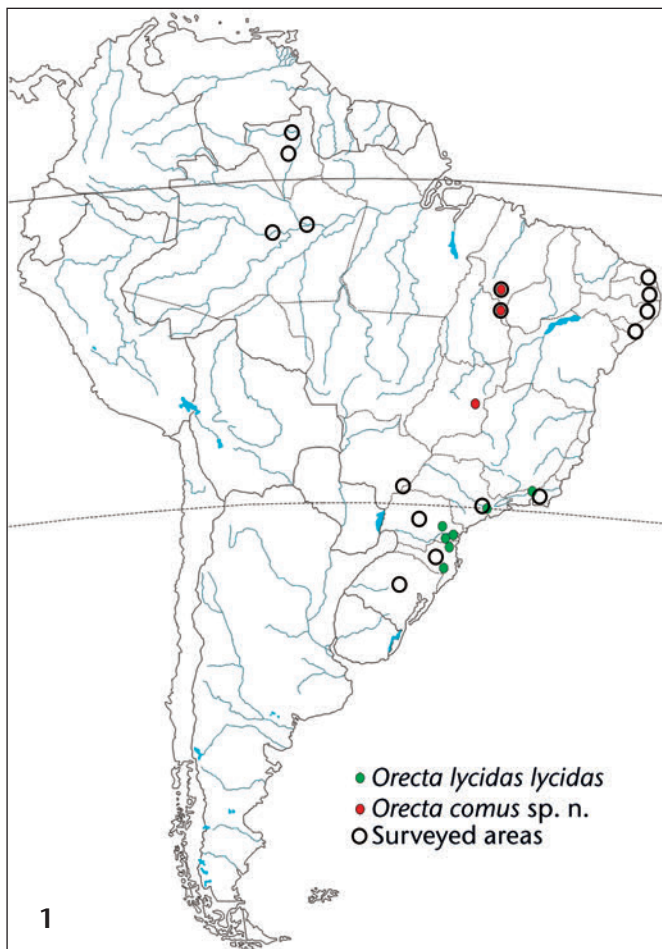 Orecta lycidas lycidas
Orecta comus sp. n.
Surveyed areas
1